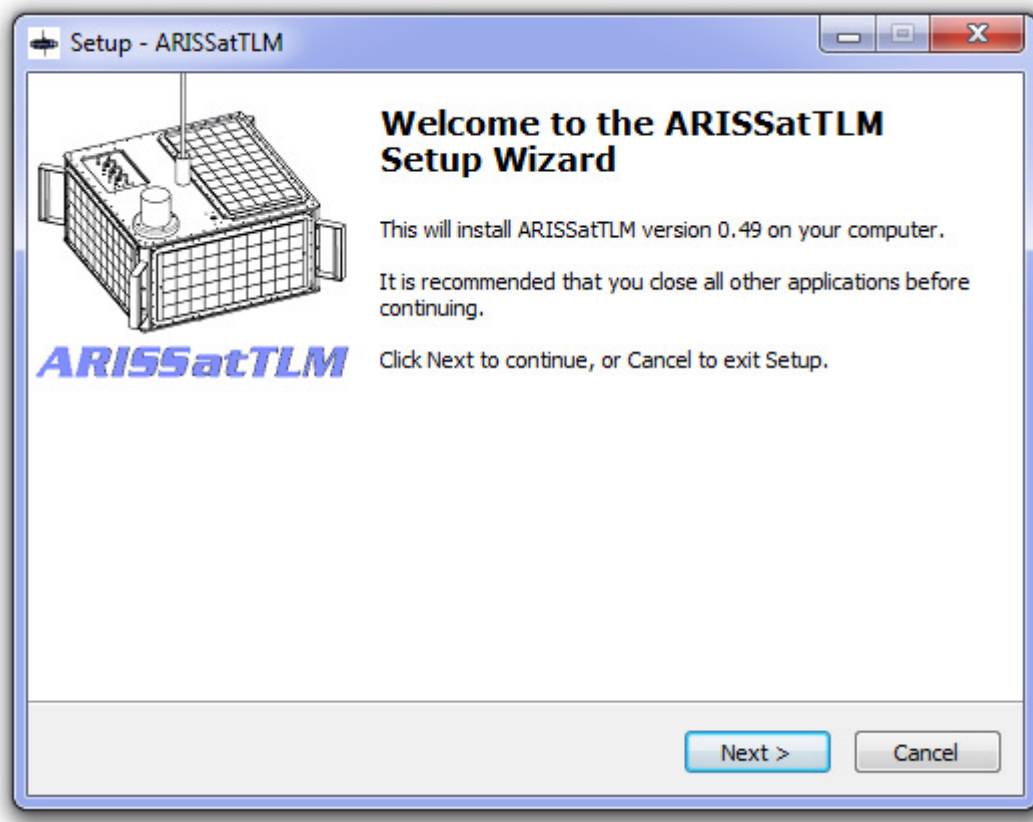 Setup - ARISSatTLM
Welcome to the ARISSatTLM
Setup Wizard
This will install ARISSatTLM version 0.49 on your computer.
It is recommended that you close all other applications before
continuing.
ARISSatTLM
Click Next to continue, or Cancel to exit Setup.
Next >
Cancel